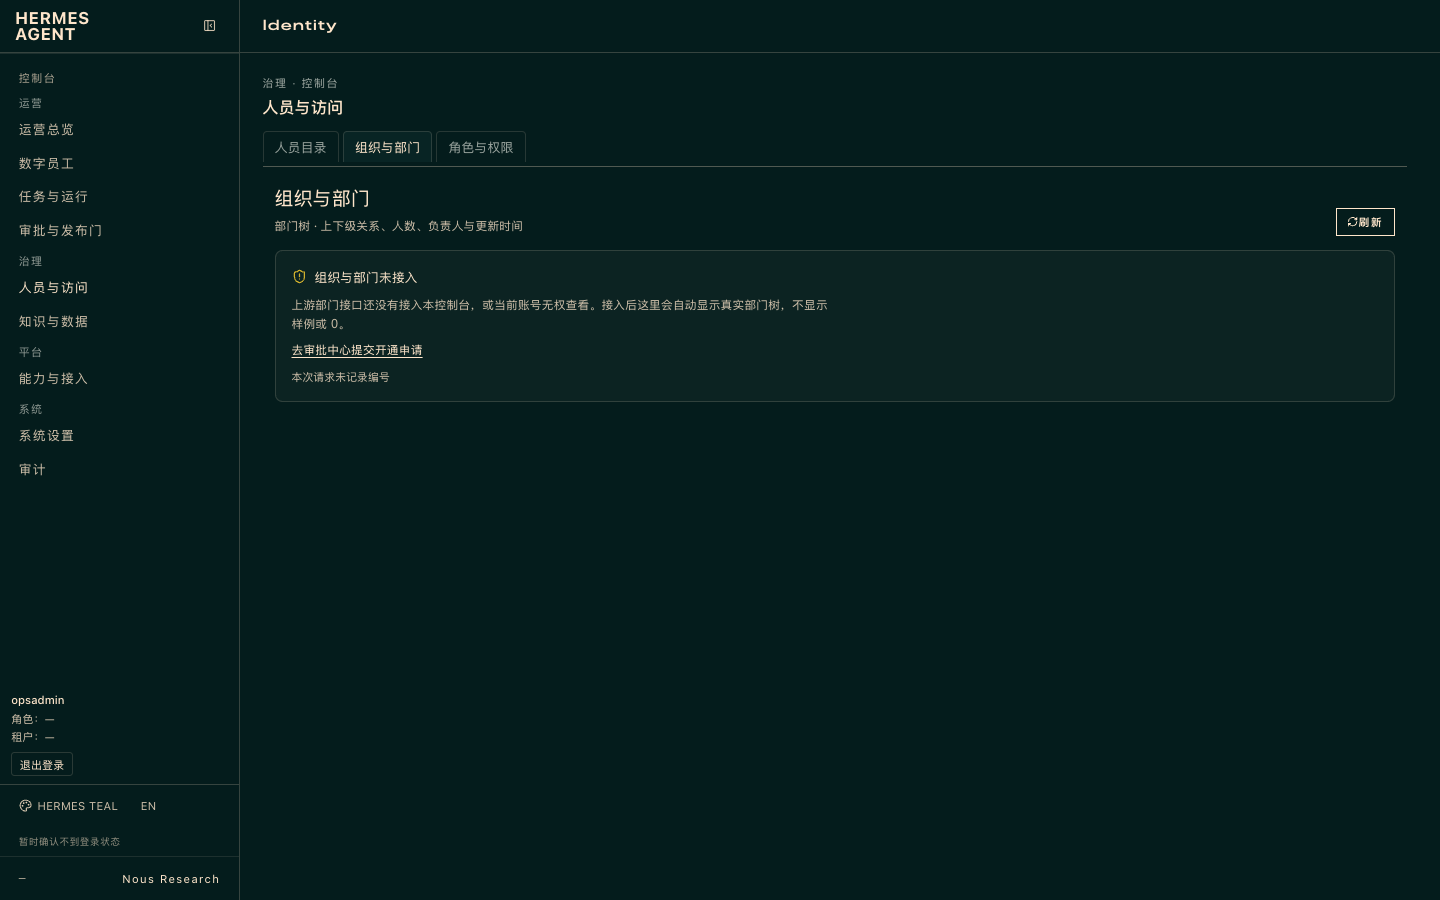 HERMES
AGENT
Identity
控制台
运营
运营总览
数字员工
任务与运行
审批与发布门
治理
人员与访问
知识与数据
平台
能力与接入
系统
系统设置
审计
opsadmin
角色：—
租户：—
退出登录
HERMES TEAL EN
暂时确认不到登录状态
— Nous Research
治理 · 控制台
人员与访问
人员目录 组织与部门 角色与权限
组织与部门
部门树 · 上下级关系、人数、负责人与更新时间
刷新
组织与部门未接入
上游部门接口还没有接入本控制台，或当前账号无权查看。接入后这里会自动显示真实部门树，不显示
样例或 0。
去审批中心提交开通申请
本次请求未记录编号